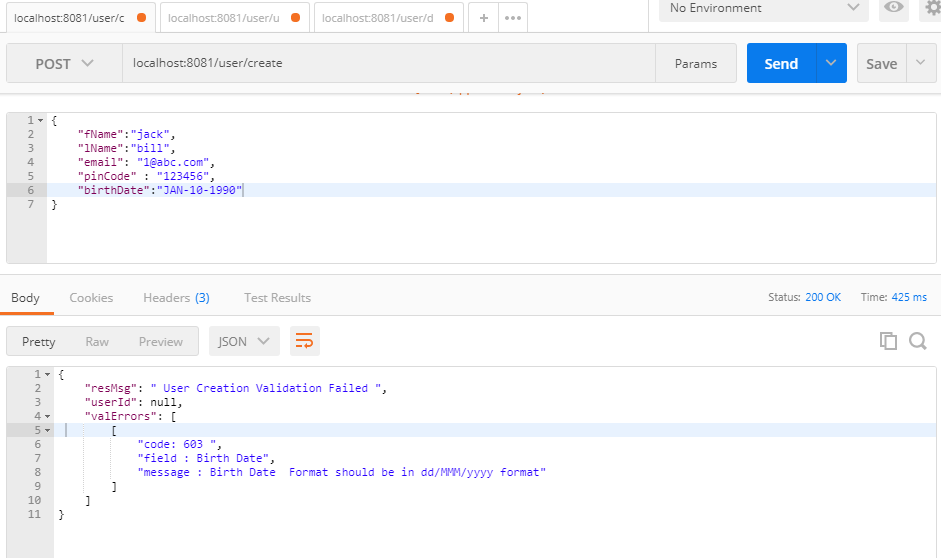 localhost:8081/user/c localhost:8081/user/u localhost:8081/user/d + ••• No Environment
POST localhost:8081/user/create Params Send Save
1 {
2 "fName":"jack",
3 "lName":"bill",
4 "email": "1@abc.com",
5 "pinCode" : "123456",
6 "birthDate":"JAN-10-1990"
7 }
Body Cookies Headers (3) Test Results Status: 200 OK Time: 425 ms
Pretty Raw Preview JSON
1 {
2 "resMsg": " User Creation Validation Failed ",
3 "userId": null,
4 "valErrors": [
5 [
6 "code: 603 ",
7 "field : Birth Date",
8 "message : Birth Date  Format should be in dd/MMM/yyyy format"
9 ]
10 ]
11 }